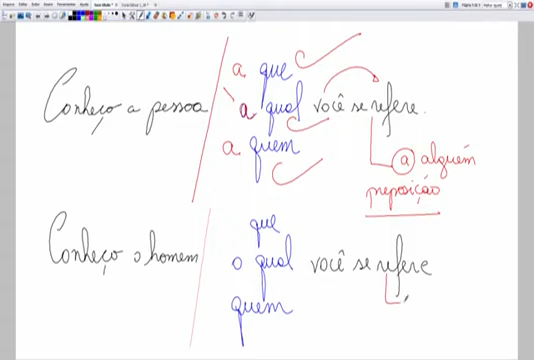 a que
Conheço a pessoa a qual você se refere.
a quem
a alguém
preposição
que
Conheço o homem o qual você se refere
quem